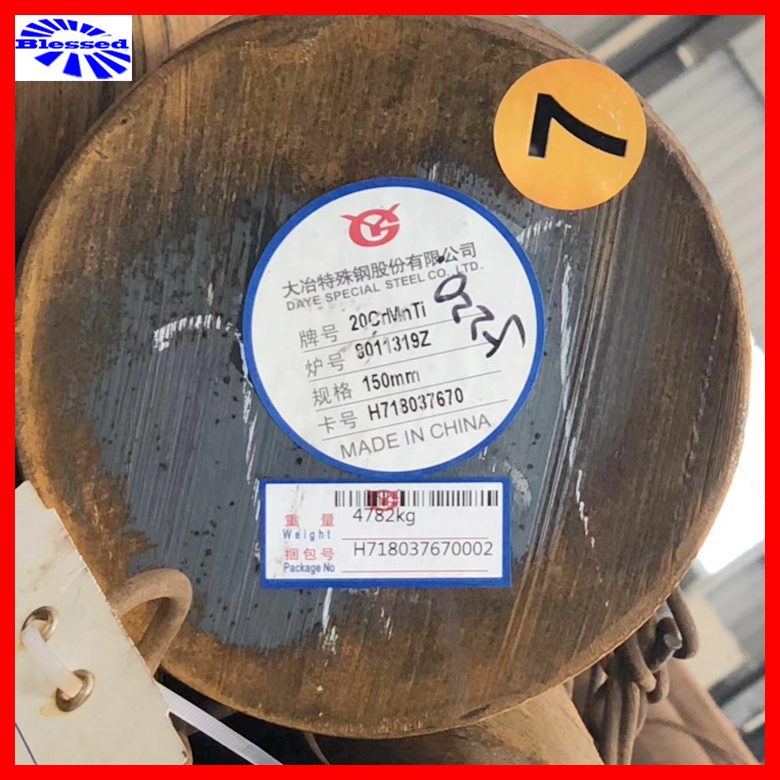 Blessed
7
大冶特殊钢股份有限公司
DAYE SPECIAL STEEL CO., LTD.
牌号 20CrMnTi
炉号 8011319Z
规格 150mm
卡号 H718037670
MADE IN CHINA
重量 4782kg
Weight
捆包号 H718037670002
Package No